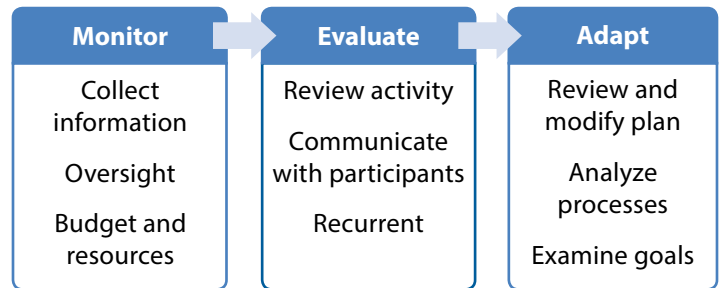 Monitor
Collect
information
Oversight
Budget and
resources
Evaluate
Review activity
Communicate
with participants
Recurrent
Adapt
Review and
modify plan
Analyze
processes
Examine goals